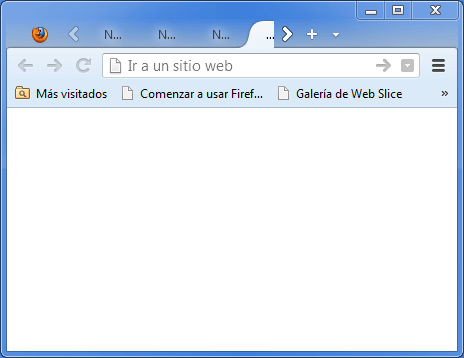 N... N... N... ...
Ir a un sitio web
Más visitados Comenzar a usar Firef... Galería de Web Slice »